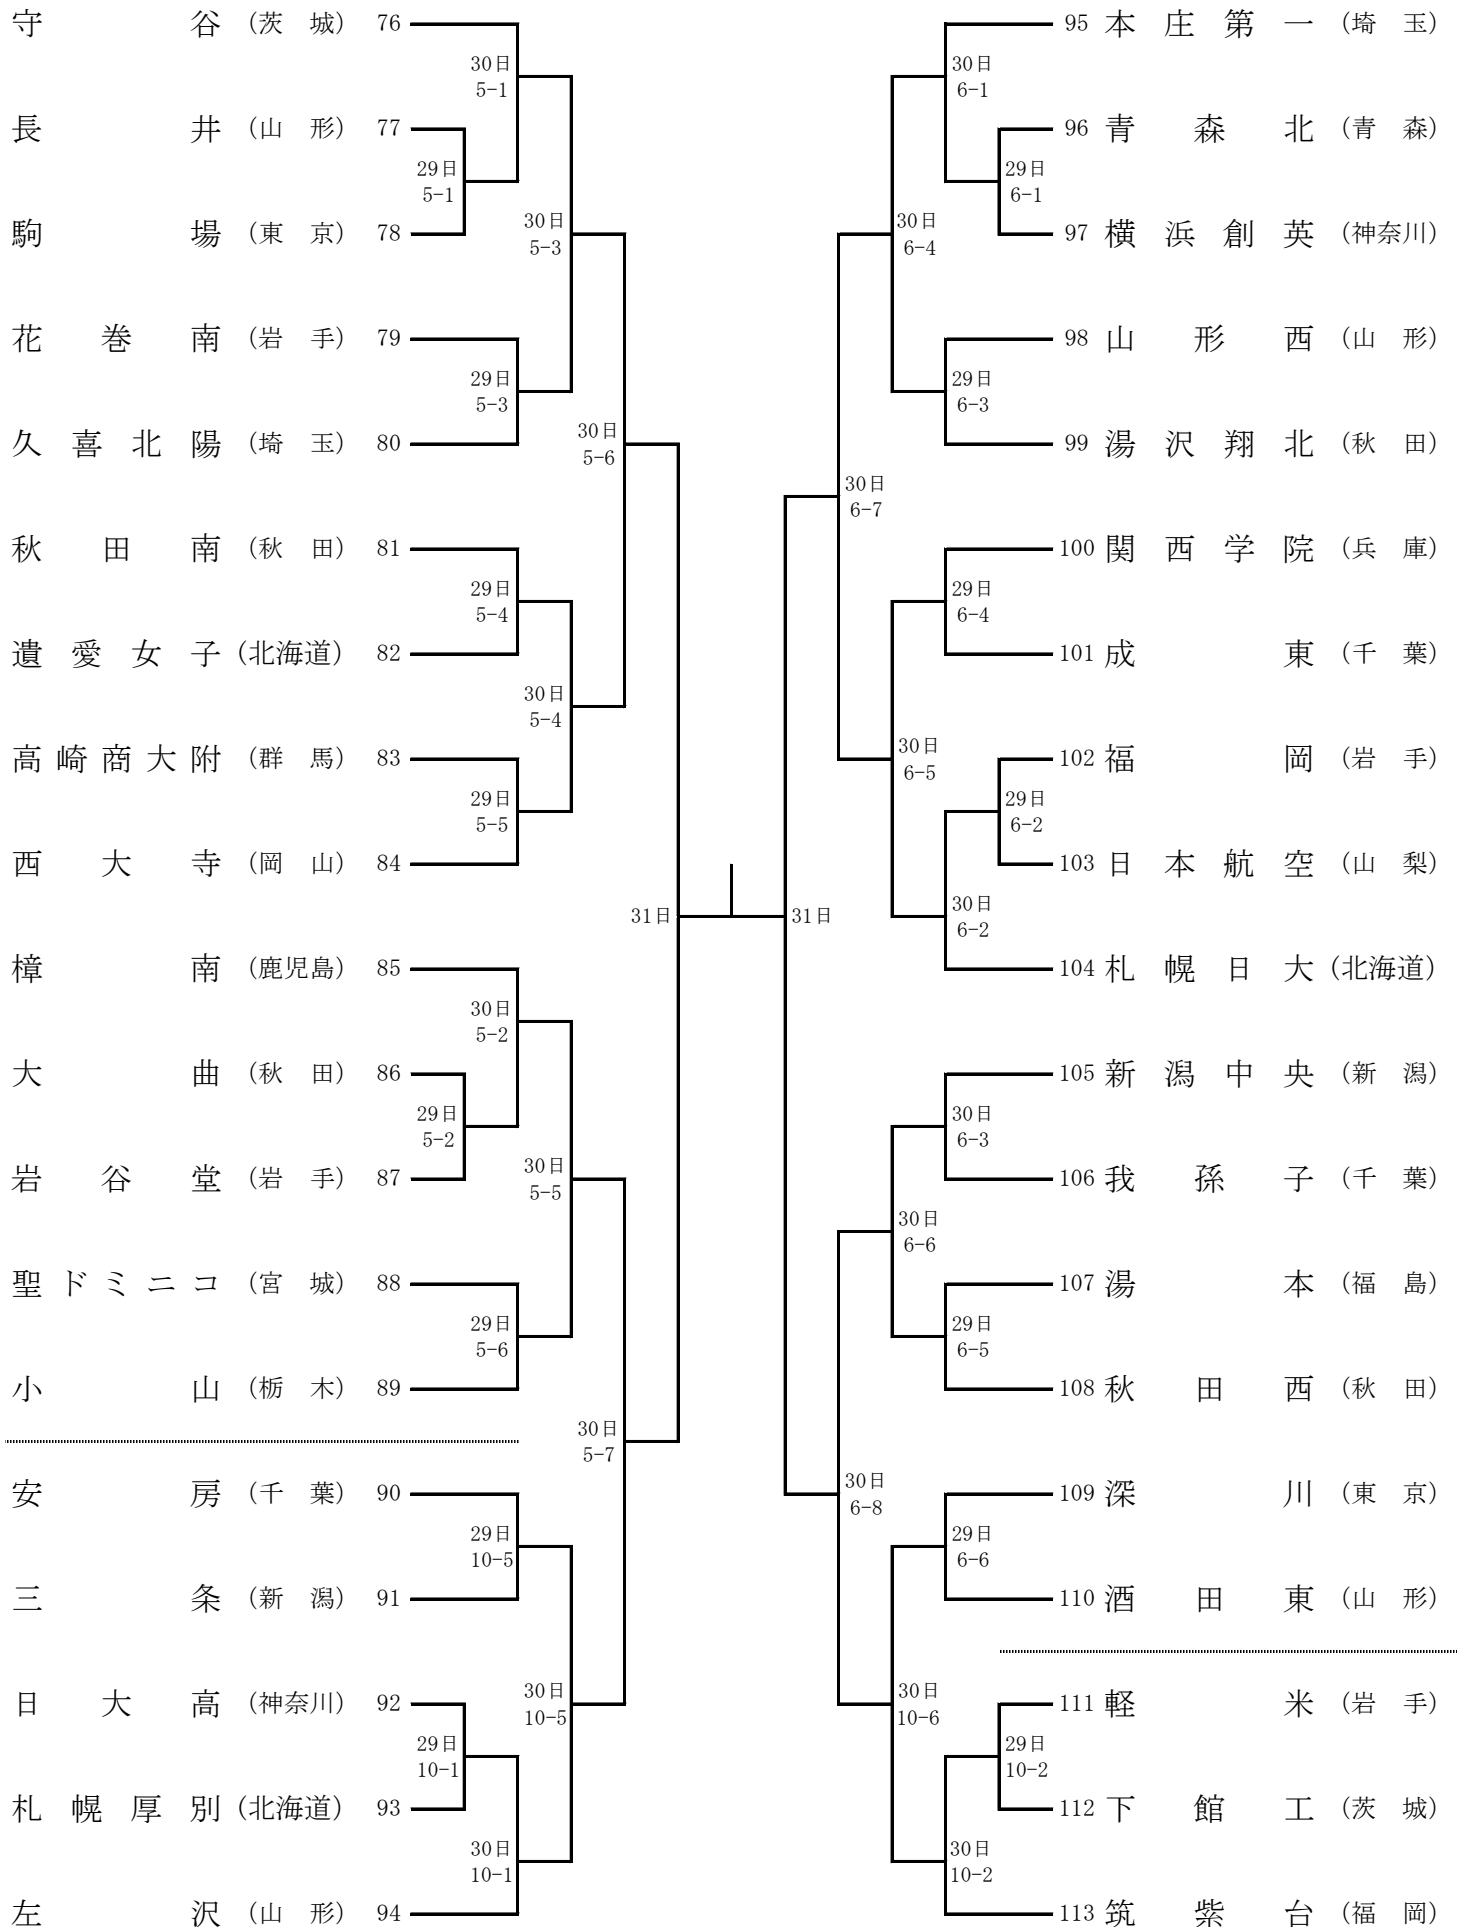 守谷 (茨城) 76
30日
5-1
長井 (山形) 77
29日
5-1
駒場 (東京) 78
30日
5-3
花巻南 (岩手) 79
29日
5-3
久喜北陽 (埼玉) 80
30日
5-6
秋田南 (秋田) 81
29日
5-4
遺愛女子 (北海道) 82
30日
5-4
高崎商大附 (群馬) 83
29日
5-5
西大寺 (岡山) 84
31日
樟南 (鹿児島) 85
30日
5-2
大曲 (秋田) 86
29日
5-2
岩谷堂 (岩手) 87
30日
5-5
聖ドミニコ (宮城) 88
29日
5-6
小山 (栃木) 89
30日
5-7
安房 (千葉) 90
29日
10-5
三条 (新潟) 91
30日
10-5
日大高 (神奈川) 92
29日
10-1
札幌厚別 (北海道) 93
30日
10-1
左沢 (山形) 94
95 本庄第一 (埼玉)
30日
6-1
96 青森北 (青森)
29日
6-1
97 横浜創英 (神奈川)
30日
6-4
98 山形西 (山形)
29日
6-3
99 湯沢翔北 (秋田)
30日
6-7
100 関西学院 (兵庫)
29日
6-4
101 成東 (千葉)
30日
6-5
102 福岡 (岩手)
29日
6-2
103 日本航空 (山梨)
30日
6-2
31日
104 札幌日大 (北海道)
105 新潟中央 (新潟)
30日
6-3
106 我孫子 (千葉)
30日
6-6
107 湯本 (福島)
29日
6-5
108 秋田西 (秋田)
30日
6-8
109 深川 (東京)
29日
6-6
110 酒田東 (山形)
30日
10-6
111 軽米 (岩手)
29日
10-2
112 下館工 (茨城)
30日
10-2
113 筑紫台 (福岡)